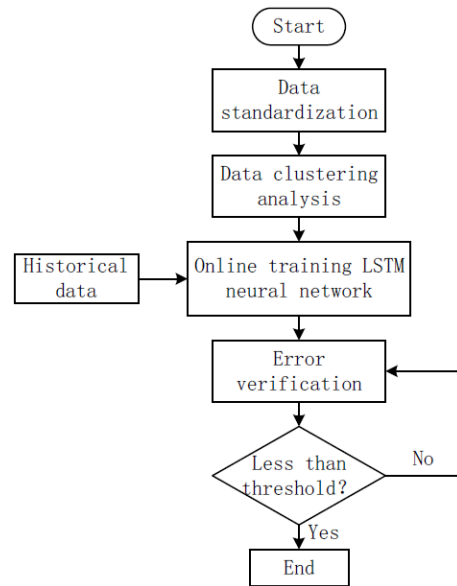 Start
Data
standardization
Data clustering
analysis
Historical
data
Online training LSTM
neural network
Error
verification
Less than
threshold?
No
Yes
End